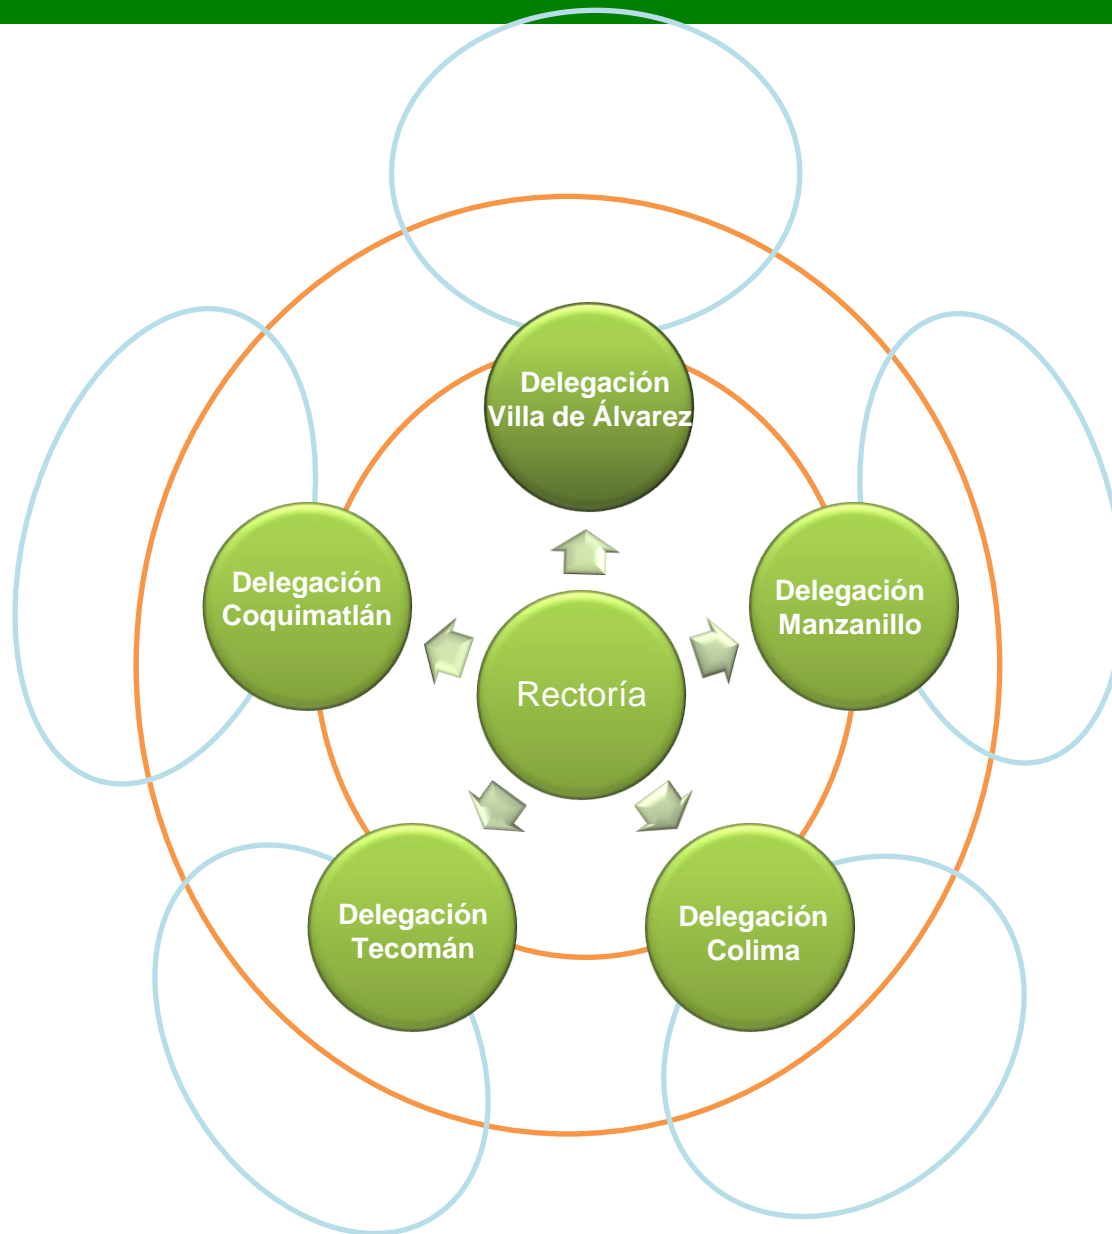 Delegación
Villa de Álvarez
Delegación
Coquimatlán
Delegación
Manzanillo
Rectoría
Delegación
Tecomán
Delegación
Colima